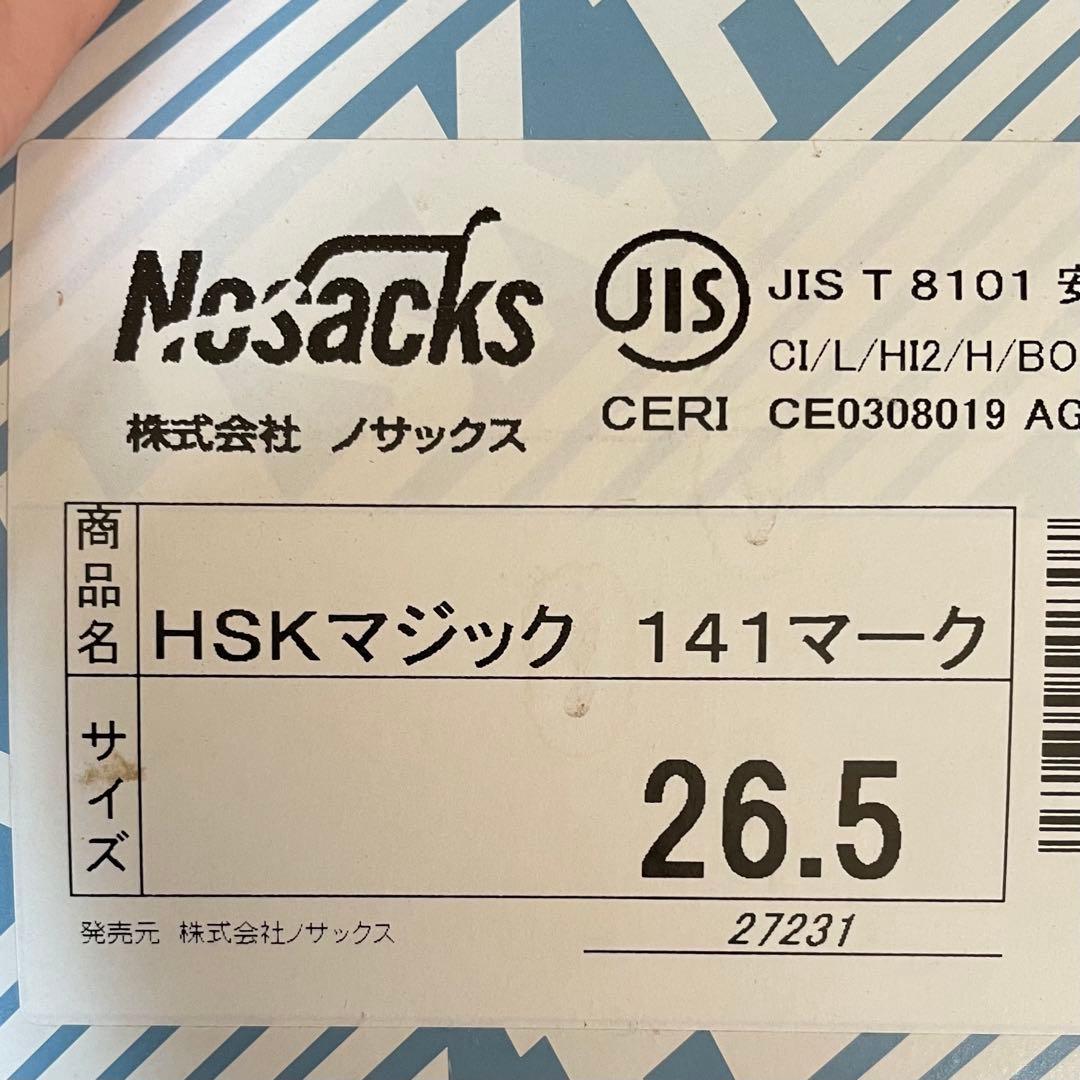 Nosacks
株式会社 ノサックス
JIS
JIS T 8101
CI/L/HI2/H/BO
CERI CE0308019 AG
商品名
HSKマジック 141マーク
サイズ
26.5
発売元 株式会社ノサックス
27231